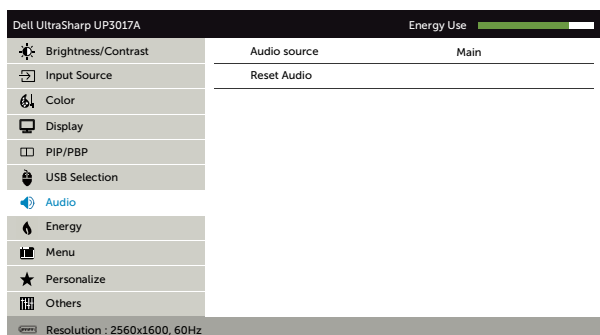 Dell UltraSharp UP3017A Energy Use
Brightness/Contrast Audio source Main
Input Source Reset Audio
Color
Display
PIP/PBP
USB Selection
Audio
Energy
Menu
Personalize
Others
Resolution : 2560x1600, 60Hz